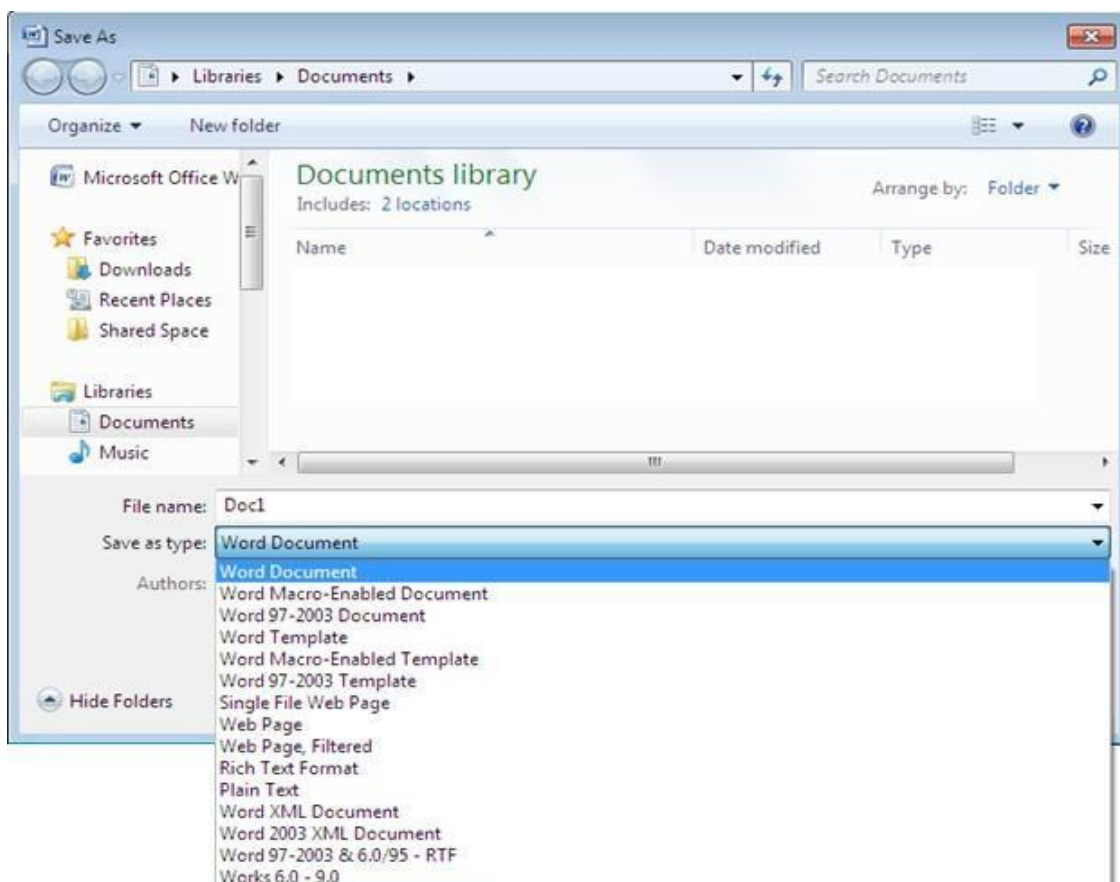 Save As
Libraries Documents
Search Documents
Organize New folder
Microsoft Office W
Favorites
Downloads
Recent Places
Shared Space
Libraries
Documents
Music
Documents library
Includes: 2 locations
Arrange by: Folder
Name Date modified Type Size
File name: Doc1
Save as type: Word Document
Authors:
Word Document
Word Macro-Enabled Document
Word 97-2003 Document
Word Template
Word Macro-Enabled Template
Word 97-2003 Template
Single File Web Page
Web Page
Web Page, Filtered
Rich Text Format
Plain Text
Word XML Document
Word 2003 XML Document
Word 97-2003 & 6.0/95 - RTF
Works 6.0 - 9.0
Hide Folders